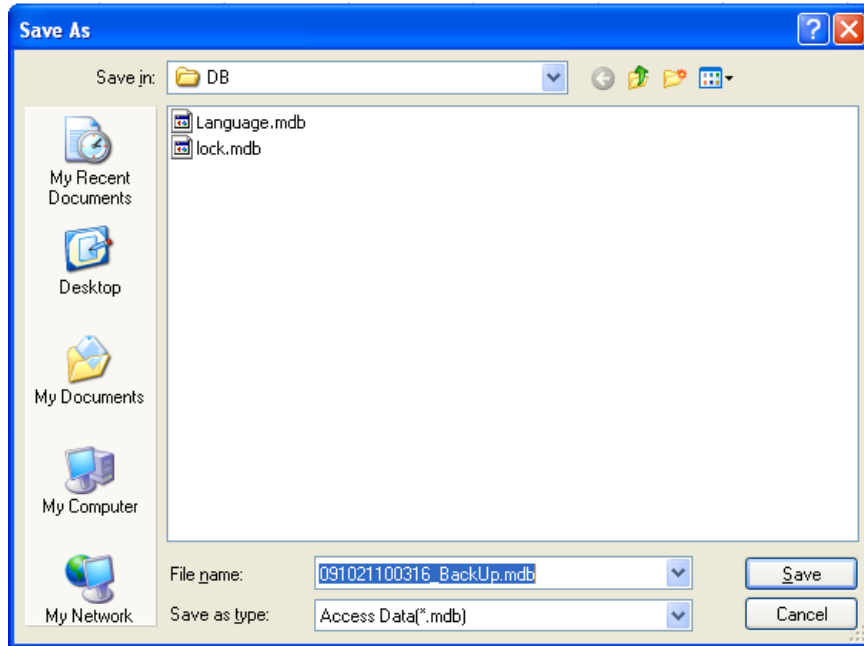 Save As
Save in:
DB
Language.mdb
lock.mdb
My Recent
Documents
Desktop
My Documents
My Computer
My Network
File name:
091021100316_BackUp.mdb
Save
Save as type:
Access Data(*.mdb)
Cancel